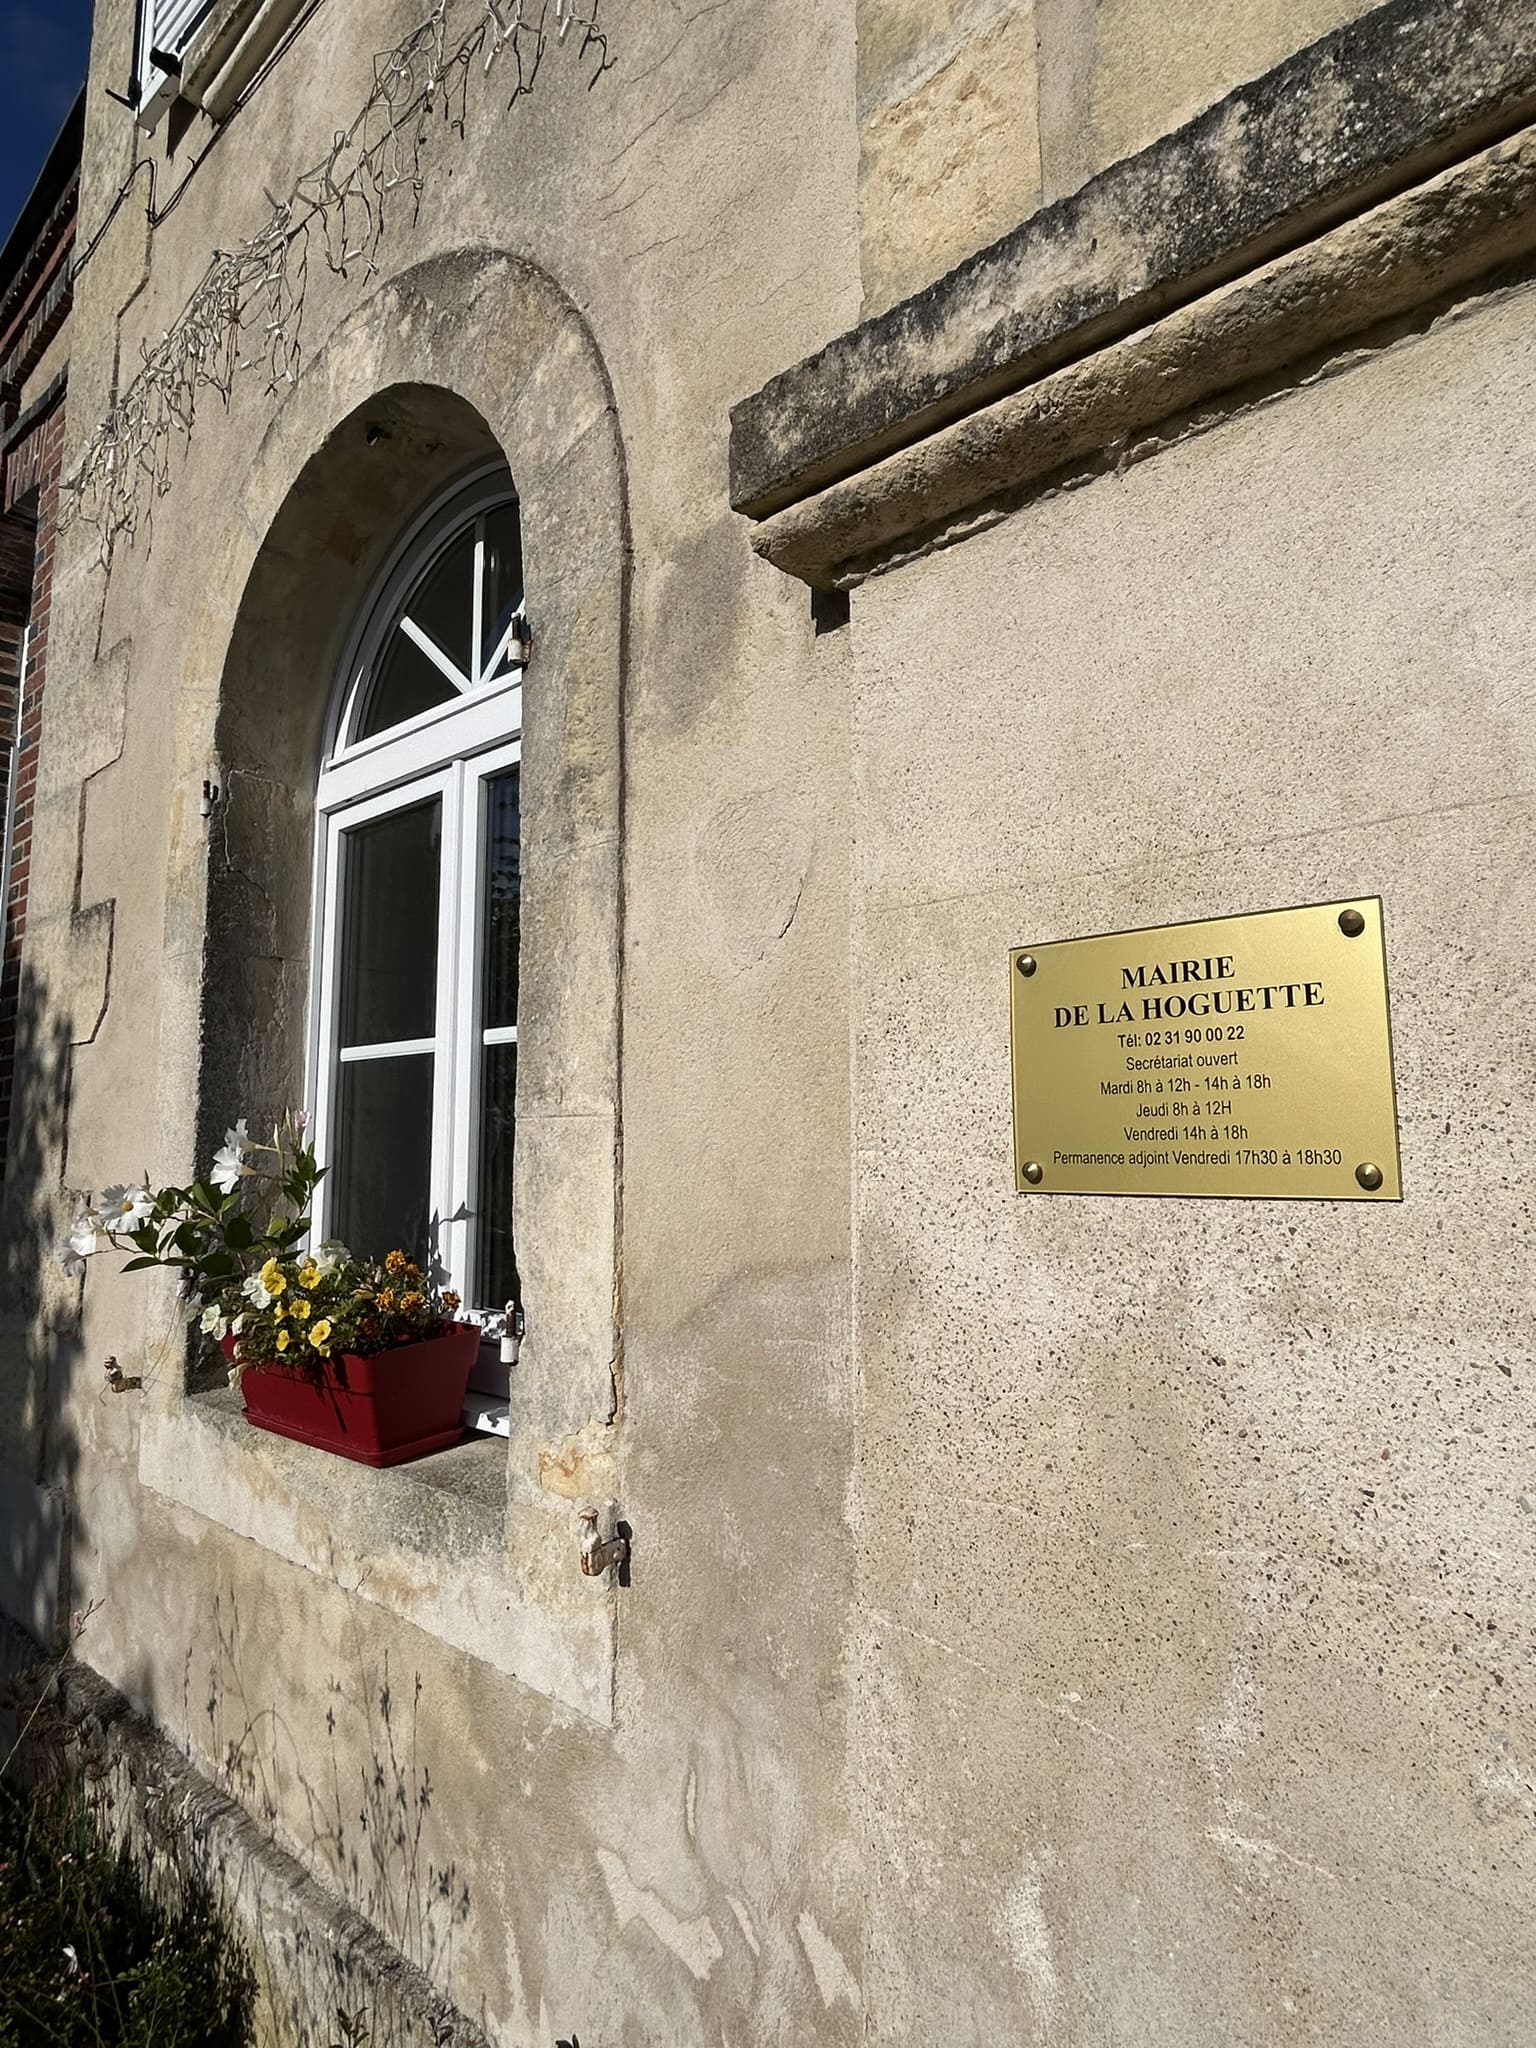 MAIRIE
DE LA HOGUETTE
Tél: 02 31 90 00 22
Secrétariat ouvert
Mardi 8h à 12h - 14h à 18h
Jeudi 8h à 12H
Vendredi 14h à 18h
Permanence adjoint Vendredi 17h30 à 18h30